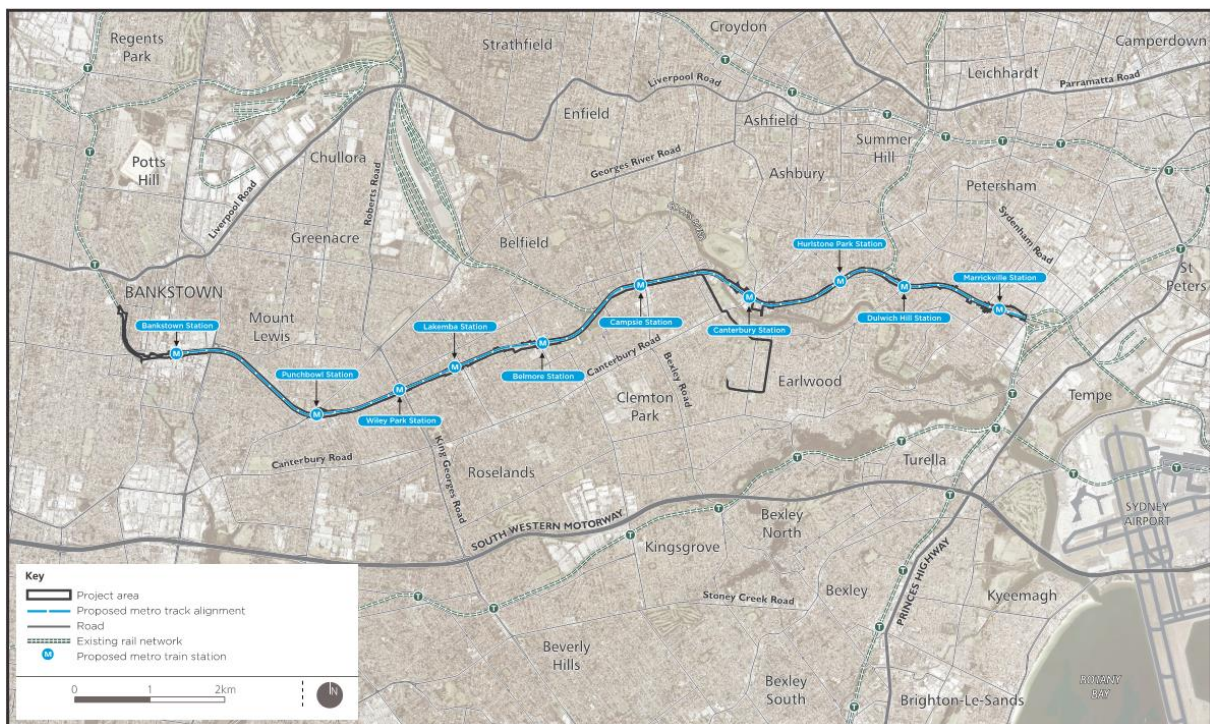 Regents
Park
Strathfield
Croydon
Camperdown
Leichhardt
Parramatta Road
Liverpool Road
Enfield
Ashfield
Summer
Hill
Potts
Hill
Chullora
Georges River Road
Ashbury
Petersham
Liverpool Road
Roberts Road
Greenacre
Belfield
Sydenham Road
Hurlstone Park Station
Marrickville Station
St
Peters
BANKSTOWN
Mount
Lewis
Bankstown Station
Lakemba Station
Campsie Station
Canterbury Station
Dulwich Hill Station
Punchbowl Station
Belmore Station
Canterbury Road
Wiley Park Station
Clemton
Park
Bexley Road
Earlwood
Tempe
Canterbury Road
King Georges Road
Roselands
Turella
SYDNEY
AIRPORT
SOUTH WESTERN MOTORWAY
Kingsgrove
Bexley
North
PRINCES HIGHWAY
Stoney Creek Road
Bexley
Kyeemagh
Beverly
Hills
Bexley
South
Brighton-Le-Sands
BOTANY
BAY
Key
Project area
Proposed metro track alignment
Road
Existing rail network
M Proposed metro train station
0 1 2km
N